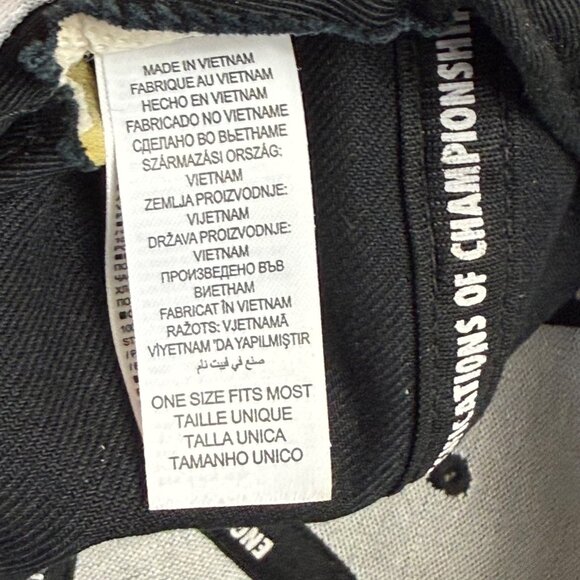 MADE IN VIETNAM
FABRIQUE AU VIETNAM
HECHO EN VIETNAM
FABRICADO NO VIETNAME
СДЕЛАНО ВО ВЬЕТНАМЕ
SZÁRMAZÁSI ORSZÁG:
VIETNAM
ZEMLJA PROIZVODNJE:
VIJETNAM
DRŽAVA PROIZVODNJE:
VIETNAM
ПРОИЗВЕДЕНО ВЪВ
ВИЕТНАМ
FABRICAT ÎN VIETNAM
RAŽOTS: VJETNAMĀ
VİYETNAM 'DA YAPILMIŞTIR
صنع في فيت نام
ONE SIZE FITS MOST
TAILLE UNIQUE
TALLA UNICA
TAMANHO UNICO
OF CHAMPIONSHI